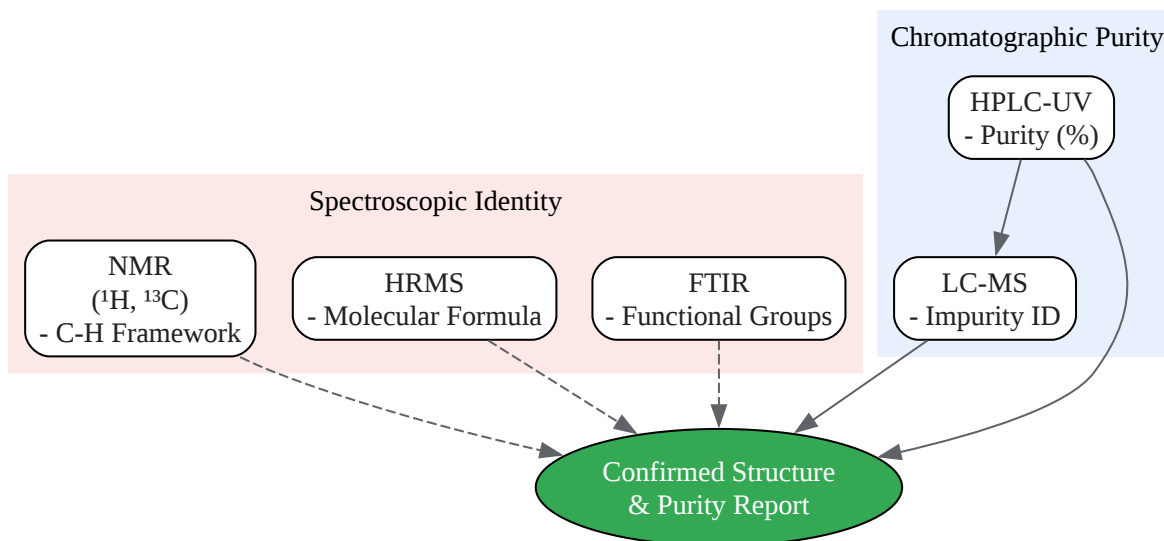 Chromatographic Purity
HPLC-UV
- Purity (%)
Spectroscopic Identity
NMR
(¹H, ¹³C)
- C-H Framework
HRMS
- Molecular Formula
FTIR
- Functional Groups
LC-MS
- Impurity ID
Confirmed Structure
& Purity Report